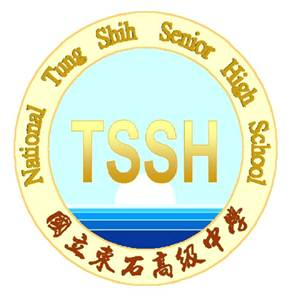 National Tung Shih Senior High School
TSSH
國立東石高級中學